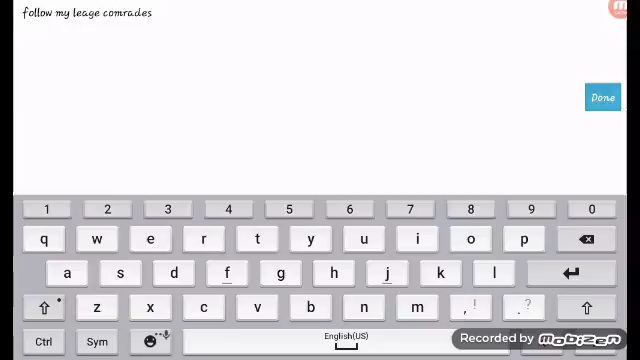 follow my leage comrades
Done
1 2 3 4 5 6 7 8 9 0
q w e r t y u i o p
a s d f g h j k l
z x c v b n m , ! . ?
Ctrl Sym English(US)
Recorded by MOBIZEN